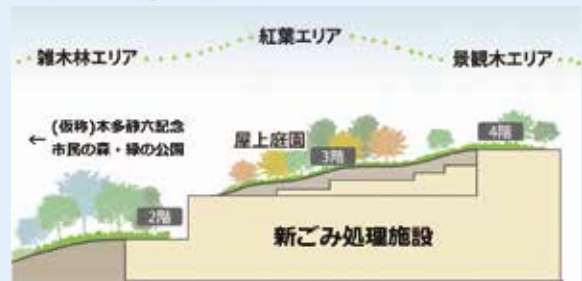 紅葉エリア
雑木林エリア
景観木エリア
← (仮称)本多静六記念
市民の森・緑の公園
屋上庭園
4階
3階
2階
新ごみ処理施設